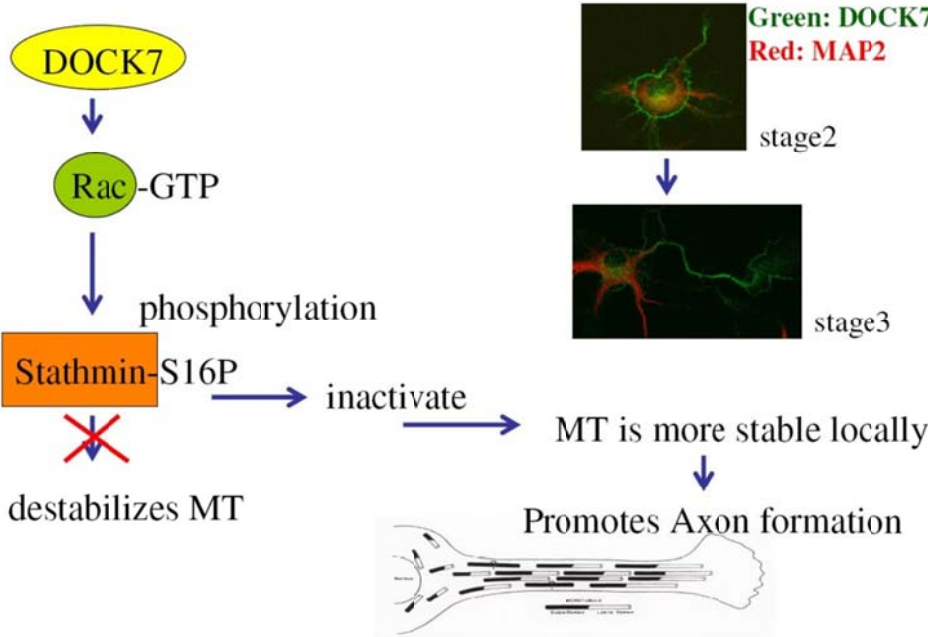 Green: DOCK7
Red: MAP2
DOCK7
stage2
Rac-GTP
phosphorylation
stage3
Stathmin-S16P
inactivate
MT is more stable locally
destabilizes MT
Promotes Axon formation